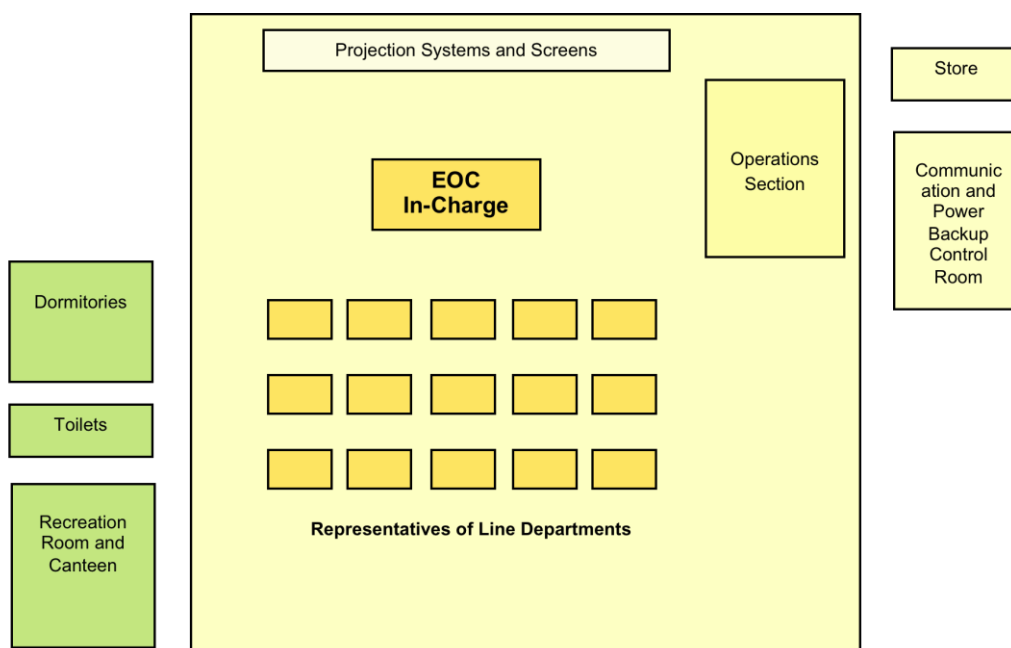 Projection Systems and Screens
Store
Operations
Section
EOC
In-Charge
Communic
ation and
Power
Backup
Control
Room
Dormitories
Toilets
Recreation
Room and
Canteen
Representatives of Line Departments